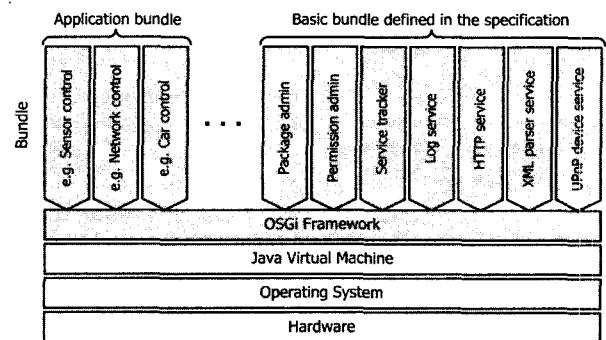 Application bundle
Basic bundle defined in the specification
Bundle
e.g. Sensor control
e.g. Network control
e.g. Car control
. . .
Package admin
Permission admin
Service tracker
Log service
HTTP service
XML parser service
UPnP device service
OSGi Framework
Java Virtual Machine
Operating System
Hardware